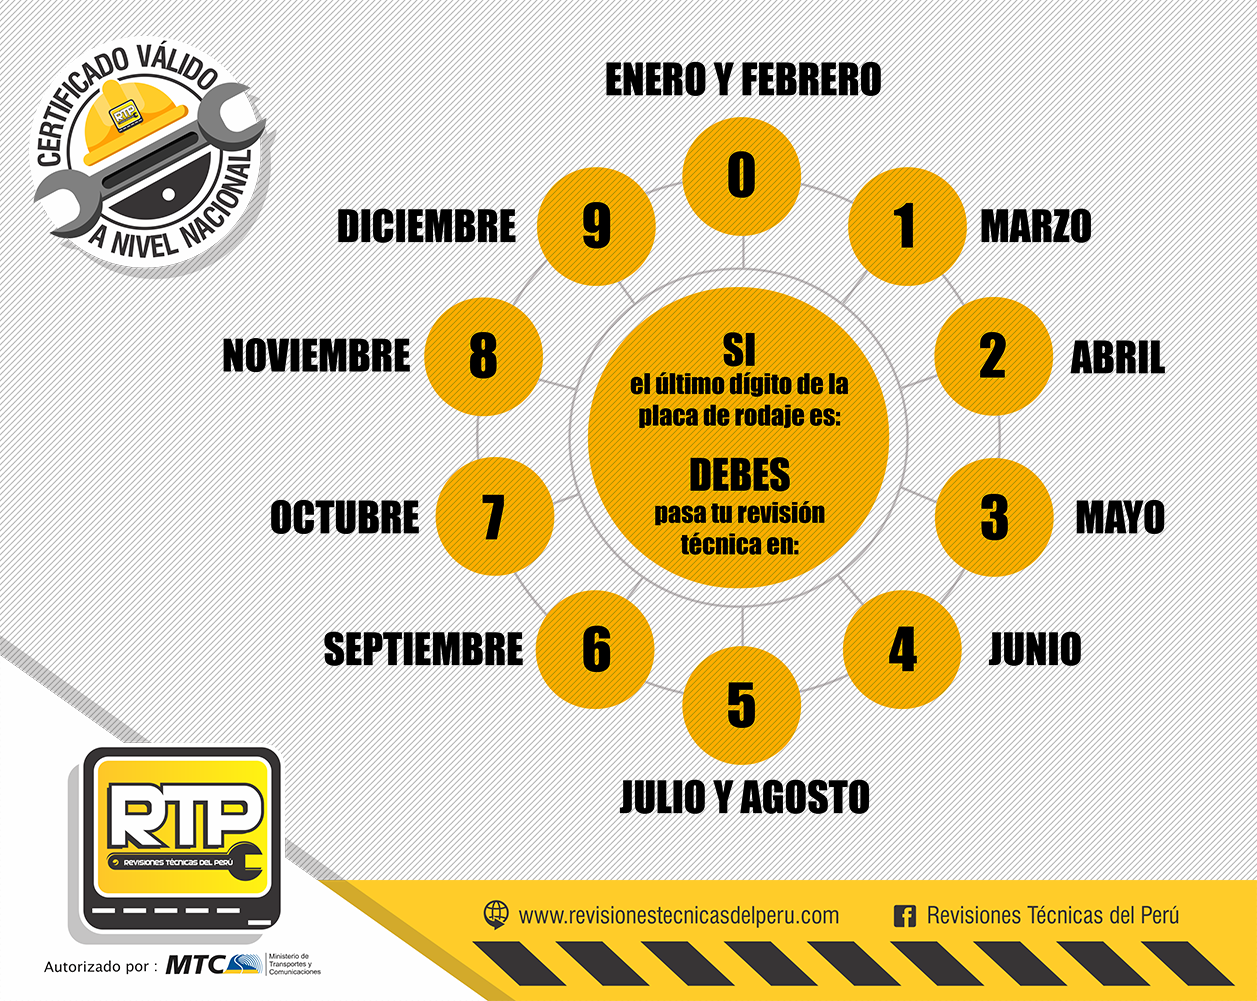 CERTIFICADO VÁLIDO
A NIVEL NACIONAL
RTP
ENERO Y FEBRERO
0
1
MARZO
2
ABRIL
3
MAYO
4
JUNIO
5
JULIO Y AGOSTO
6
SEPTIEMBRE
7
OCTUBRE
8
NOVIEMBRE
9
DICIEMBRE
SI
el último dígito de la
placa de rodaje es:
DEBES
pasa tu revisión
técnica en:
RTP
REVISIONES TÉCNICAS DEL PERÚ
Autorizado por : MTC
Ministerio de
Transportes y
Comunicaciones
www.revisionestecnicasdelperu.com
Revisiones Técnicas del Perú